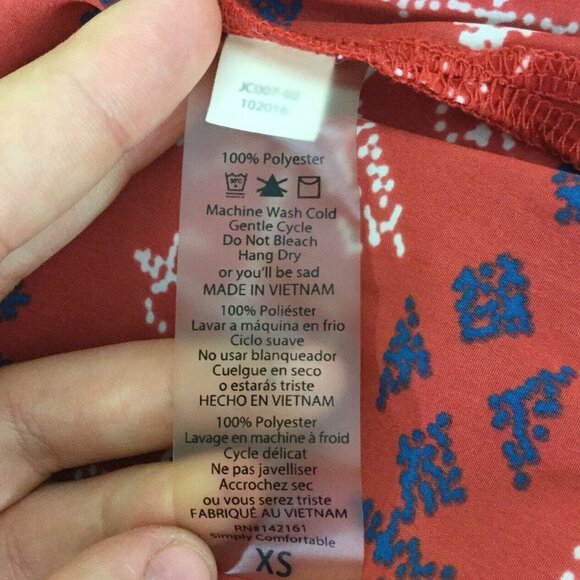 JC007-02
102016
100% Polyester
Machine Wash Cold
Gentle Cycle
Do Not Bleach
Hang Dry
or you'll be sad
MADE IN VIETNAM
100% Poliéster
Lavar a máquina en frio
Ciclo suave
No usar blanqueador
Cuelgue en seco
o estarás triste
HECHO EN VIETNAM
100% Polyester
Lavage en machine à froid
Cycle délicat
Ne pas javelliser
Accrochez sec
ou vous serez triste
FABRIQUÉ AU VIETNAM
RN#142161
Simply Comfortable
XS